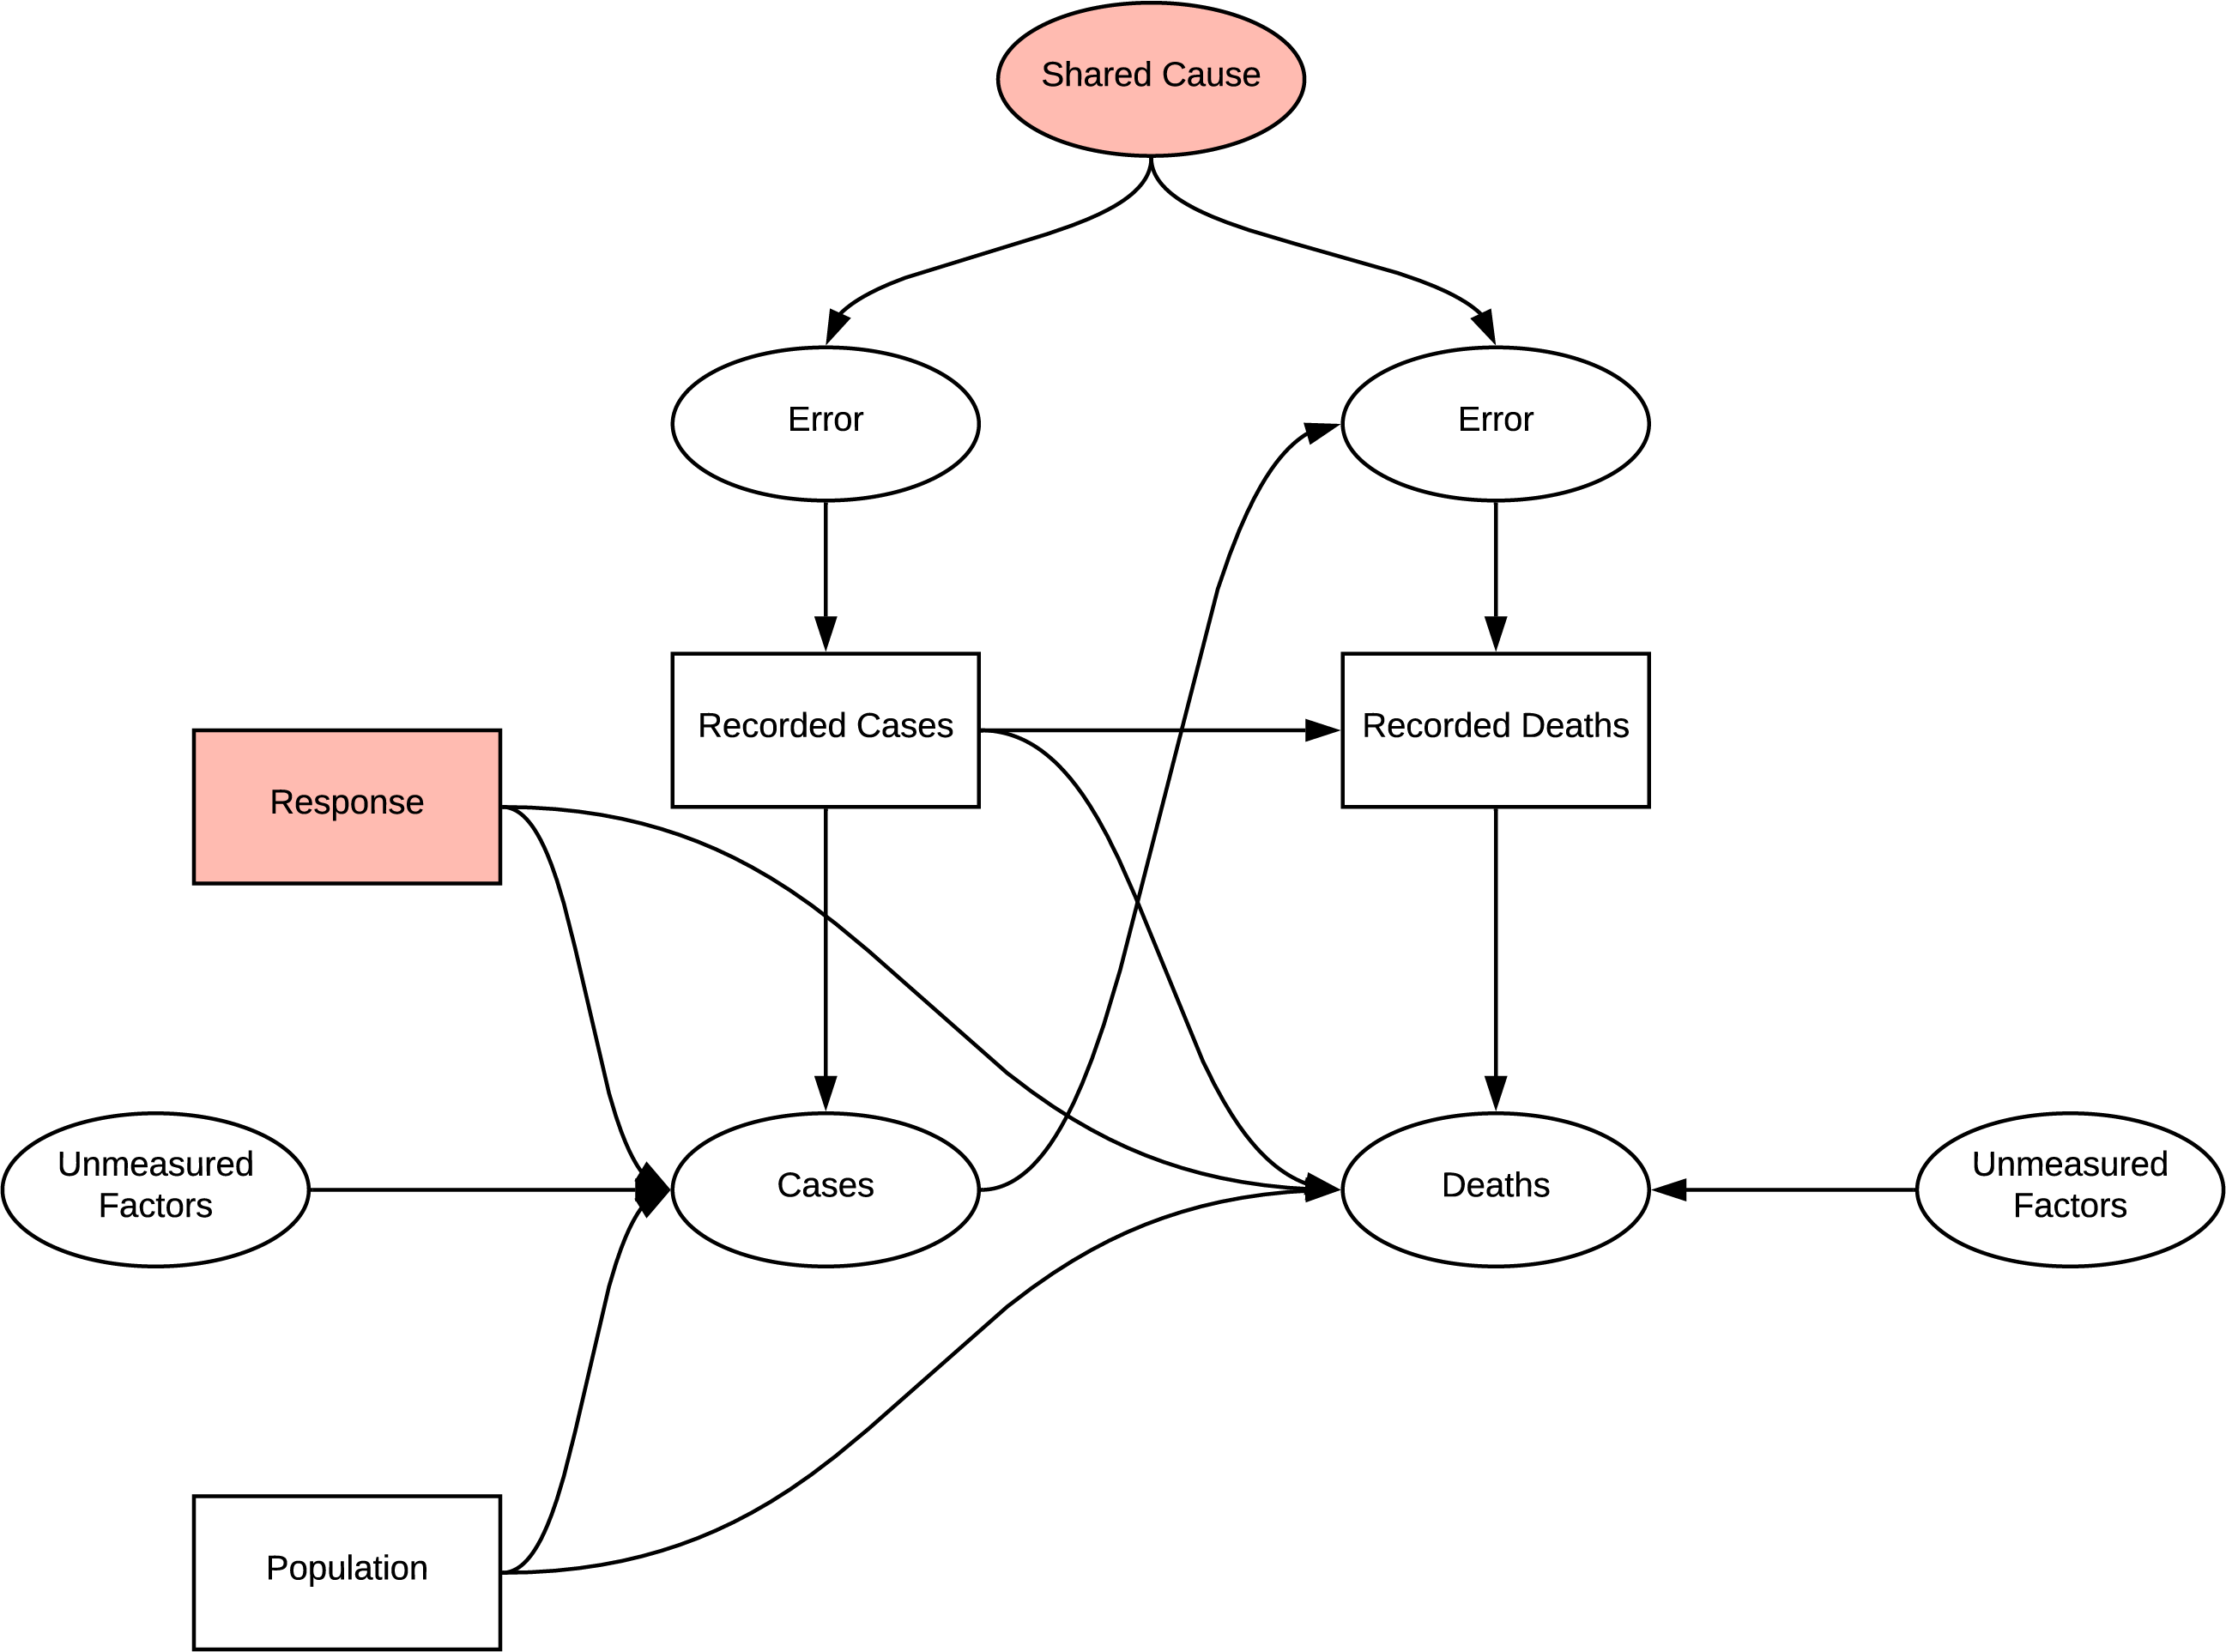 Shared Cause
Error
Error
Recorded Cases
Recorded Deaths
Response
Unmeasured
Factors
Cases
Deaths
Unmeasured
Factors
Population